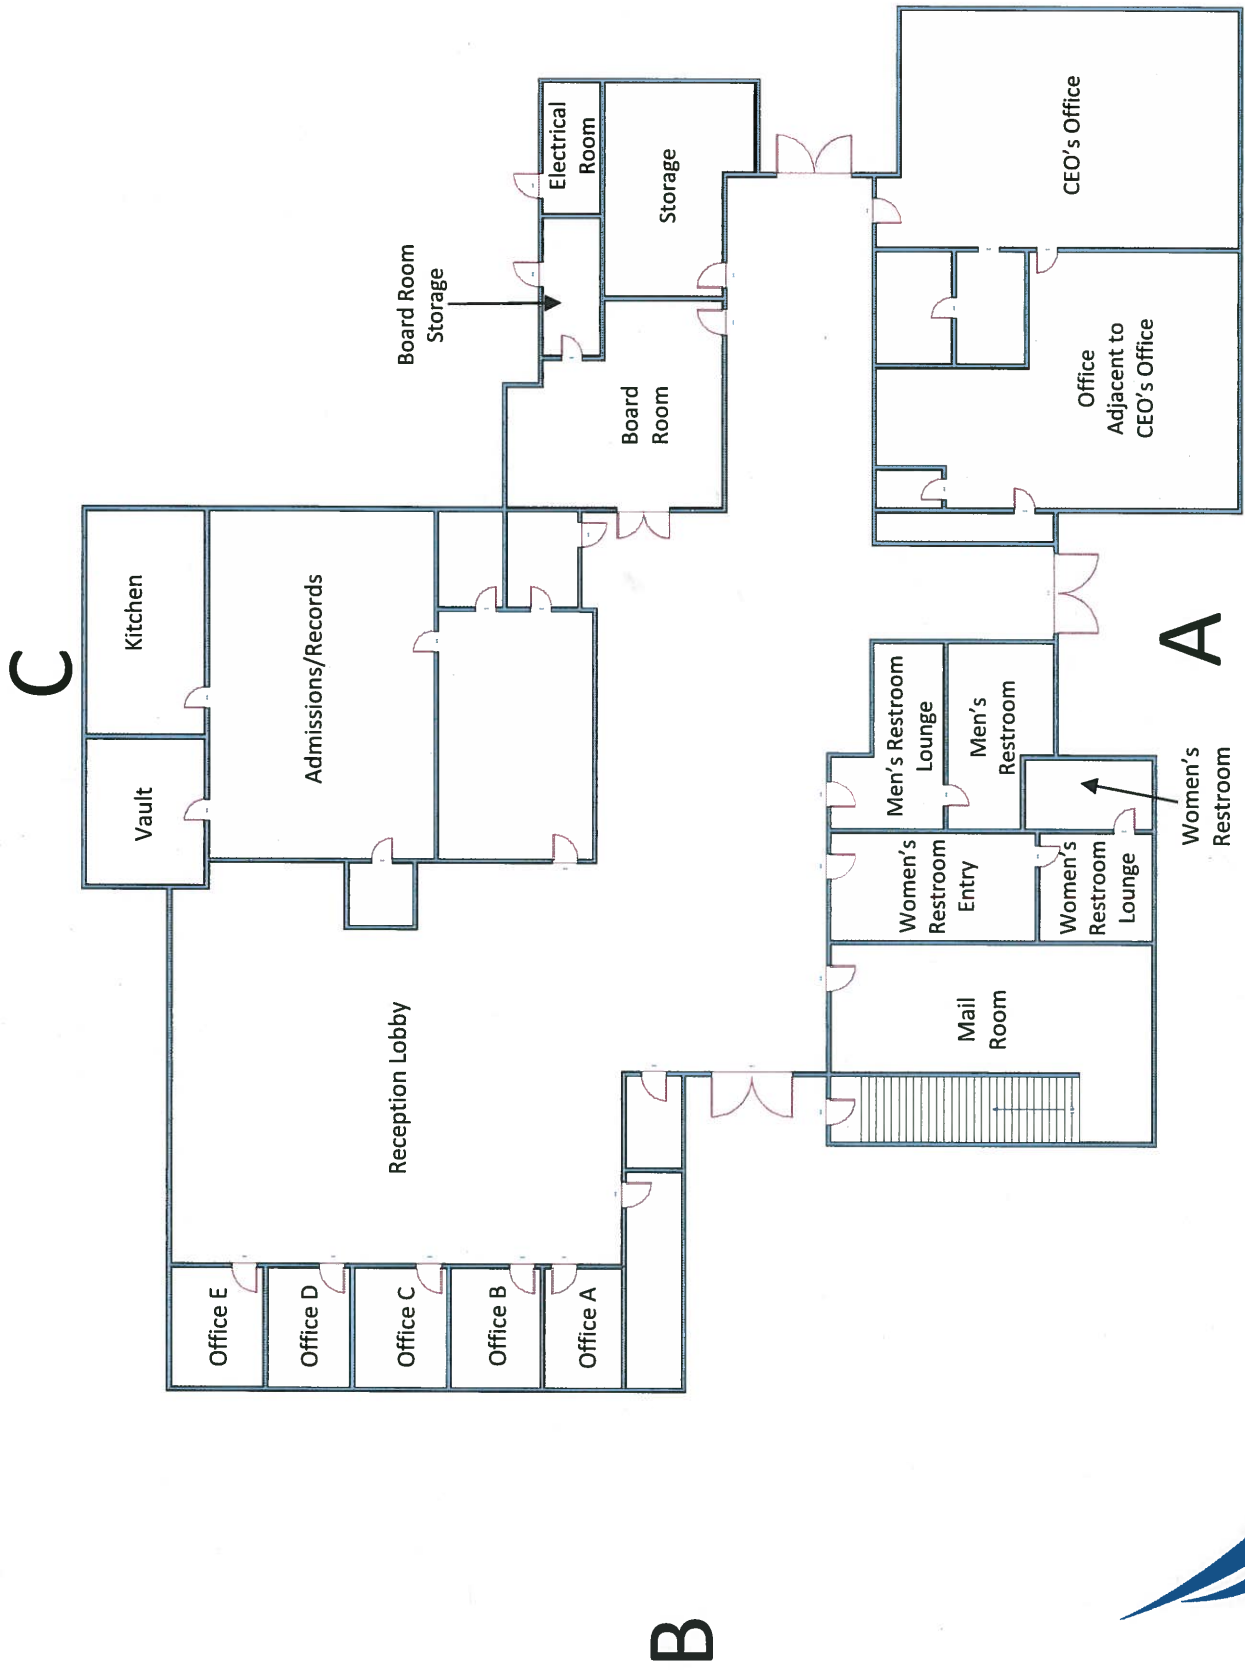 C
Kitchen
Vault
Admissions/Records
Board Room
Storage
Electrical
Room
Storage
Board
Room
CEO's Office
Office
Adjacent to
CEO's Office
Reception Lobby
Office E
Office D
Office C
Office B
Office A
Men's Restroom
Lounge
Men's
Restroom
Women's
Restroom
Entry
Women's
Restroom
Lounge
Women's
Restroom
Mail
Room
A
B